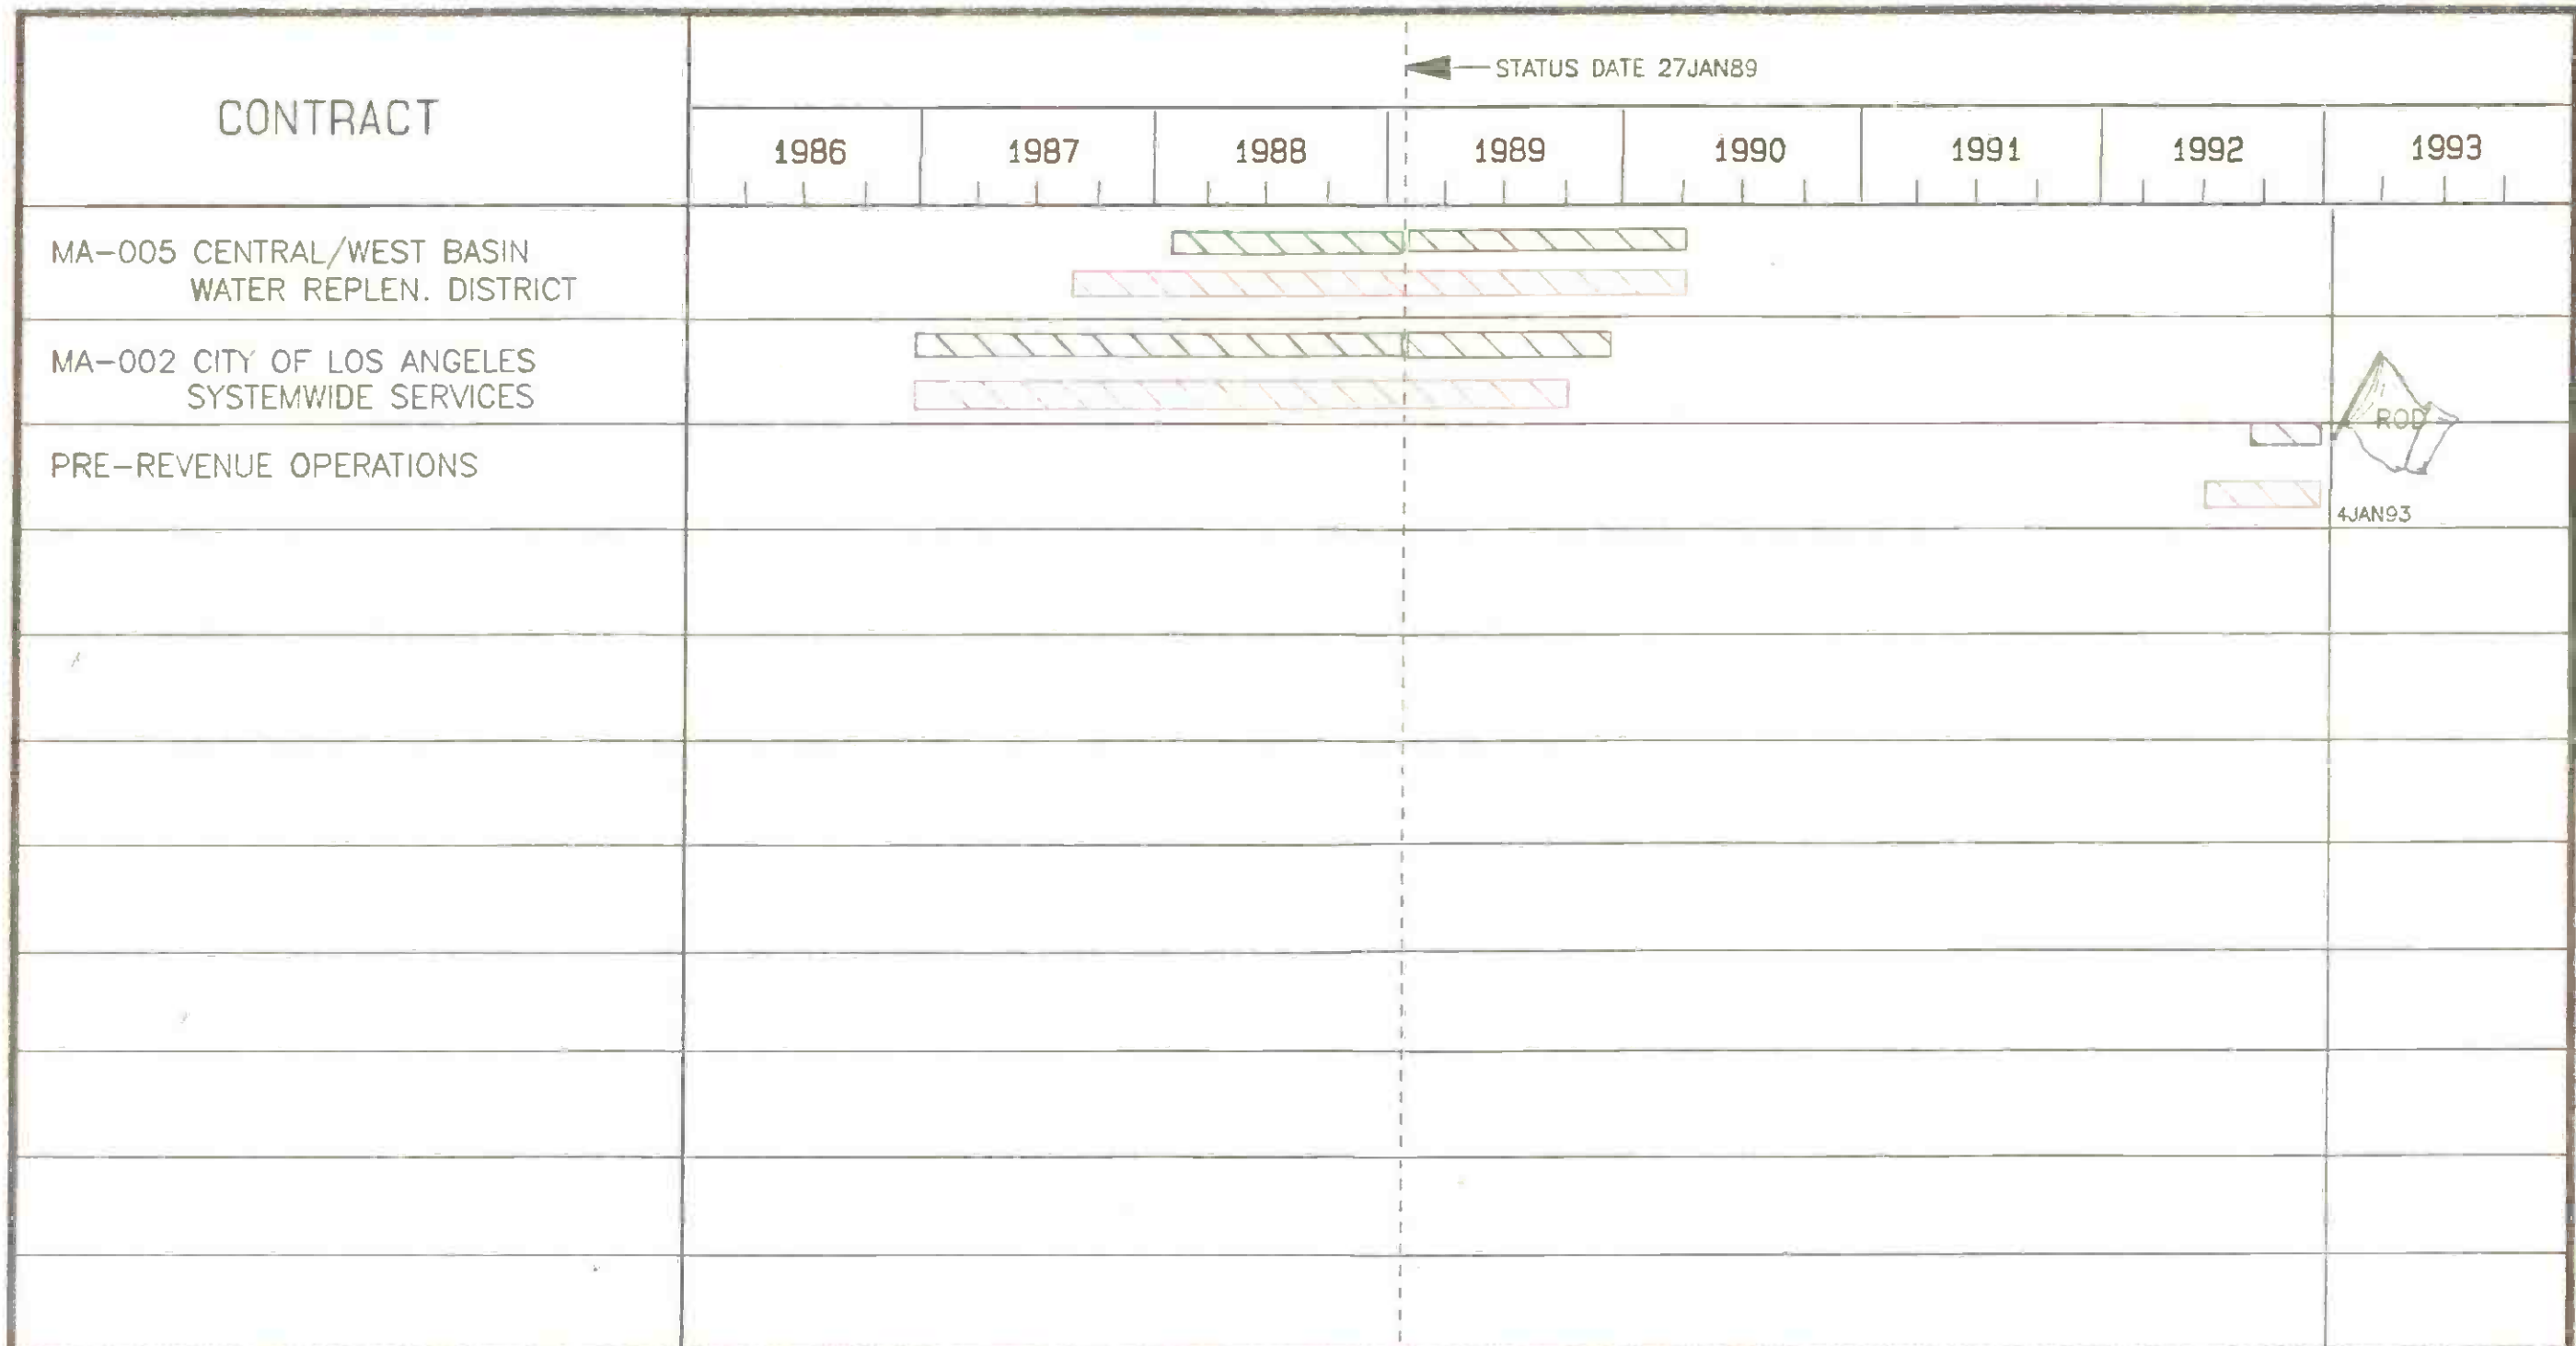 STATUS DATE 27JAN89
CONTRACT
1986 1987 1988 1989 1990 1991 1992 1993
MA-005 CENTRAL/WEST BASIN
WATER REPLEN. DISTRICT
MA-002 CITY OF LOS ANGELES
SYSTEMWIDE SERVICES
ROD
PRE-REVENUE OPERATIONS
4JAN93